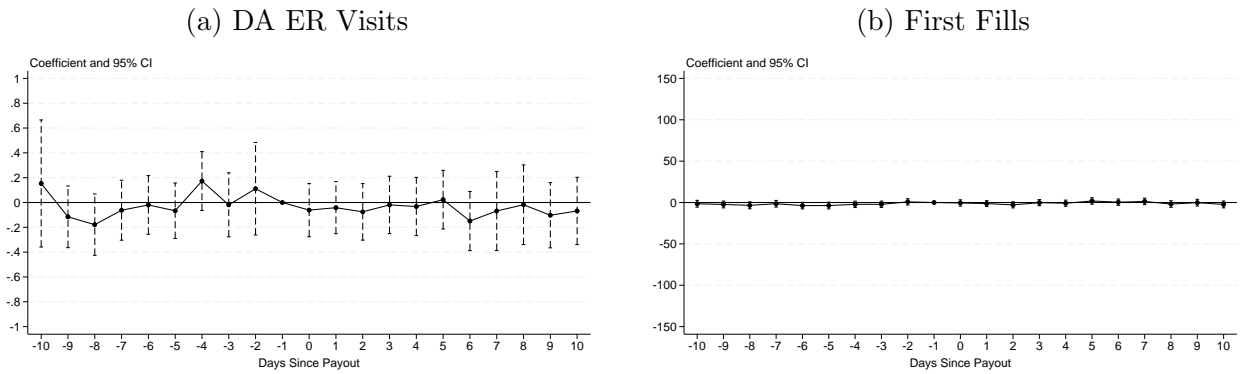 (a) DA ER Visits
Coefficient and 95% CI
1
.8
.6
.4
.2
0
-.2
-.4
-.6
-.8
-1
-10 -9 -8 -7 -6 -5 -4 -3 -2 -1 0 1 2 3 4 5 6 7 8 9 10
Days Since Payout
(b) First Fills
Coefficient and 95% CI
150
100
50
0
-50
-100
-150
-10 -9 -8 -7 -6 -5 -4 -3 -2 -1 0 1 2 3 4 5 6 7 8 9 10
Days Since Payout